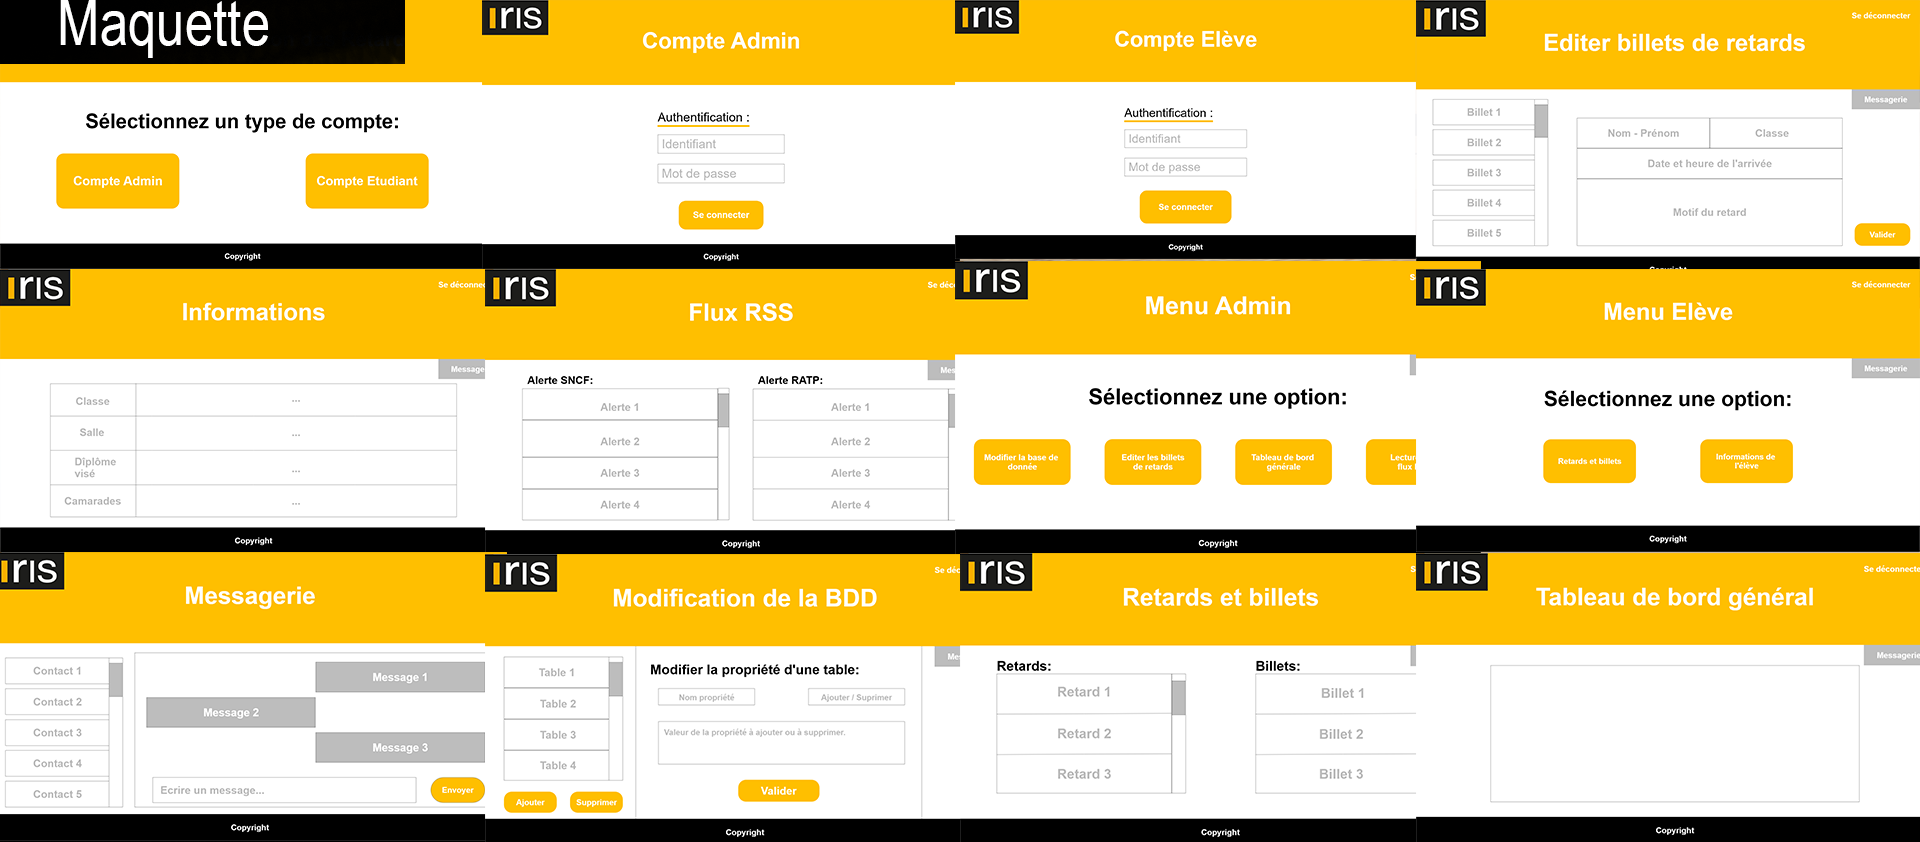 Maquette
Sélectionnez un type de compte:
Compte Admin
Compte Etudiant
Copyright
IrIS
Compte Admin
Authentification :
Identifiant
Mot de passe
Se connecter
Copyright
IrIS
Compte Elève
Authentification :
Identifiant
Mot de passe
Se connecter
Copyright
IrIS
Se déconnecter
Editer billets de retards
Messagerie
Billet 1
Billet 2
Billet 3
Billet 4
Billet 5
Nom - Prénom
Classe
Date et heure de l'arrivée
Motif du retard
Valider
Copyright
IrIS
Se déconne
Informations
Message
Classe
...
Salle
...
Dîplôme
visé
...
Camarades
...
Copyright
IrIS
Se déc
Flux RSS
Mes
Alerte SNCF:
Alerte 1
Alerte 2
Alerte 3
Alerte 4
Alerte RATP:
Alerte 1
Alerte 2
Alerte 3
Alerte 4
Copyright
IrIS
S
Menu Admin
Sélectionnez une option:
Modifier la base de
donnée
Editer les billets
de retards
Tableau de bord
générale
Lectur
flux
Copyright
IrIS
Se déconnecter
Menu Elève
Messagerie
Sélectionnez une option:
Retards et billets
Informations de
l'élève
Copyright
IrIS
Messagerie
Contact 1
Contact 2
Contact 3
Contact 4
Contact 5
Message 1
Message 2
Message 3
Ecrire un message...
Envoyer
Copyright
IrIS
Se déc
Modification de la BDD
Me
Table 1
Table 2
Table 3
Table 4
Ajouter
Supprimer
Modifier la propriété d'une table:
Nom propriété
Ajouter / Suprimer
Valeur de la propriété à ajouter ou à supprimer.
Valider
Copyright
IrIS
S
Retards et billets
Retards:
Retard 1
Retard 2
Retard 3
Billets:
Billet 1
Billet 2
Billet 3
Copyright
IrIS
Se déconnecte
Tableau de bord général
Messagerie
Copyright